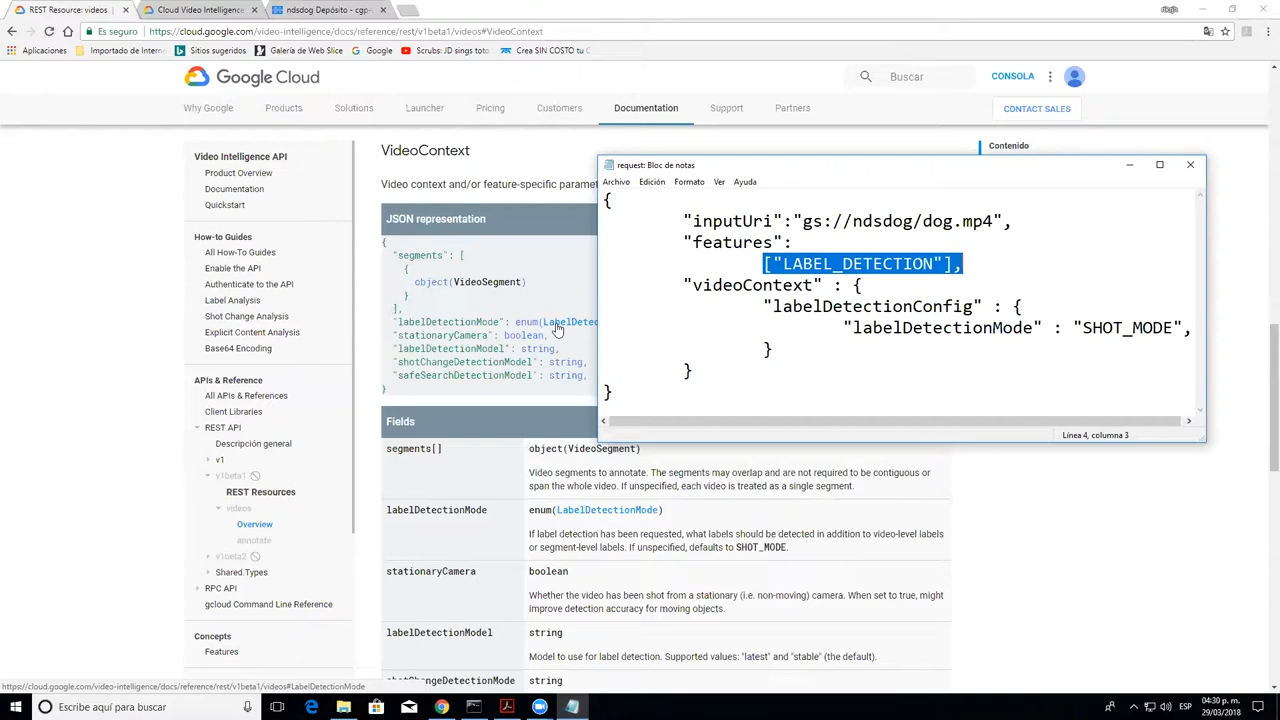 REST Resource: videos
Cloud Video Intelligence
ndsdog Depósito - cgp-
Es seguro
https://cloud.google.com/video-intelligence/docs/reference/rest/v1beta1/videos#VideoContext
Aplicaciones
Importado de Intern
Sitios sugeridos
Galería de Web Slice
Google
Scrubs: JD sings toto
Crea SIN COSTO tu C
Google Cloud
Buscar
CONSOLA
Why Google
Products
Solutions
Launcher
Pricing
Customers
Documentation
Support
Partners
CONTACT SALES
Video Intelligence API
Product Overview
Documentation
Quickstart
How-to Guides
All How-To Guides
Enable the API
Authenticate to the API
Label Analysis
Shot Change Analysis
Explicit Content Analysis
Base64 Encoding
APIs & Reference
All APIs & Reference
Client Libraries
REST API
Descripción general
v1
v1beta1
REST Resources
videos
Overview
annotate
v1beta2
Shared.Types
RPC API
gcloud Command Line Reference
Concepts
Features
VideoContext
Video context and/or feature-specific paramet
JSON representation
{
"segments": [
{
object(VideoSegment)
}
],
"labelDetectionMode": enum(LabelDetec
"stationaryCamera": boolean,
"labelDetectionModel": string,
"shotChangeDetectionModel": string,
"safeSearchDetectionModel": string,
}
Fields
segments[]
object(VideoSegment)
Video segments to annotate. The segments may overlap and are not required to be contiguous or
span the whole video. If unspecified, each video is treated as a single segment.
labelDetectionMode
enum(LabelDetectionMode)
If label detection has been requested, what labels should be detected in addition to video-level labels
or segment-level labels. If unspecified, defaults to SHOT_MODE.
stationaryCamera
boolean
Whether the video has been shot from a stationary (i.e. non-moving) camera. When set to true, might
improve detection accuracy for moving objects.
labelDetectionModel
string
Model to use for label detection. Supported values: "latest" and "stable" (the default).
string
Contenido
request: Bloc de notas
Archivo
Edición
Formato
Ver
Ayuda
{
"inputUri":"gs://ndsdog/dog.mp4",
"features":
["LABEL_DETECTION"],
"videoContext" : {
"labelDetectionConfig" : {
"labelDetectionMode" : "SHOT_MODE",
}
}
}
Línea 4, columna 3
https://cloud.google.com/video-intelligence/docs/reference/rest/v1beta1/videos#LabelDetectionMode
Escribe aquí para buscar
ESP
04:30 p. m.
29/03/2018